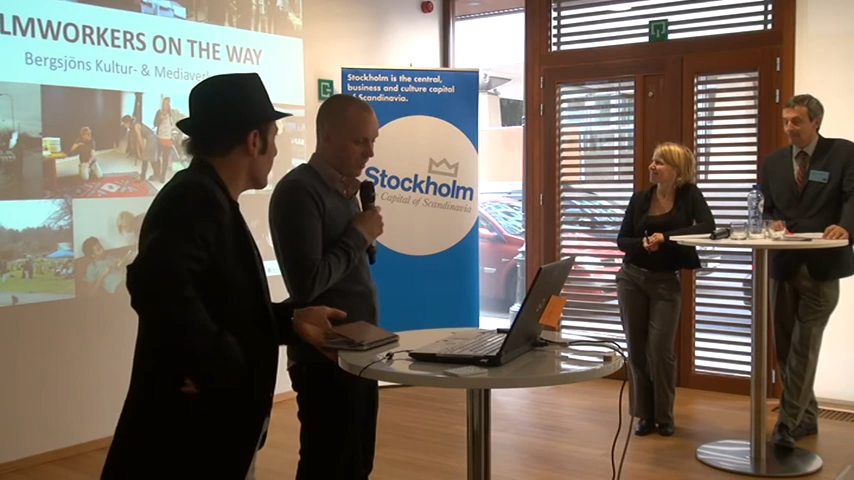 LMWORKERS ON THE WAY
Bergsjöns Kultur- & Mediaver
Stockholm is the central,
business and culture capital
of Scandinavia.
Stockholm
Capital of Scandinavia